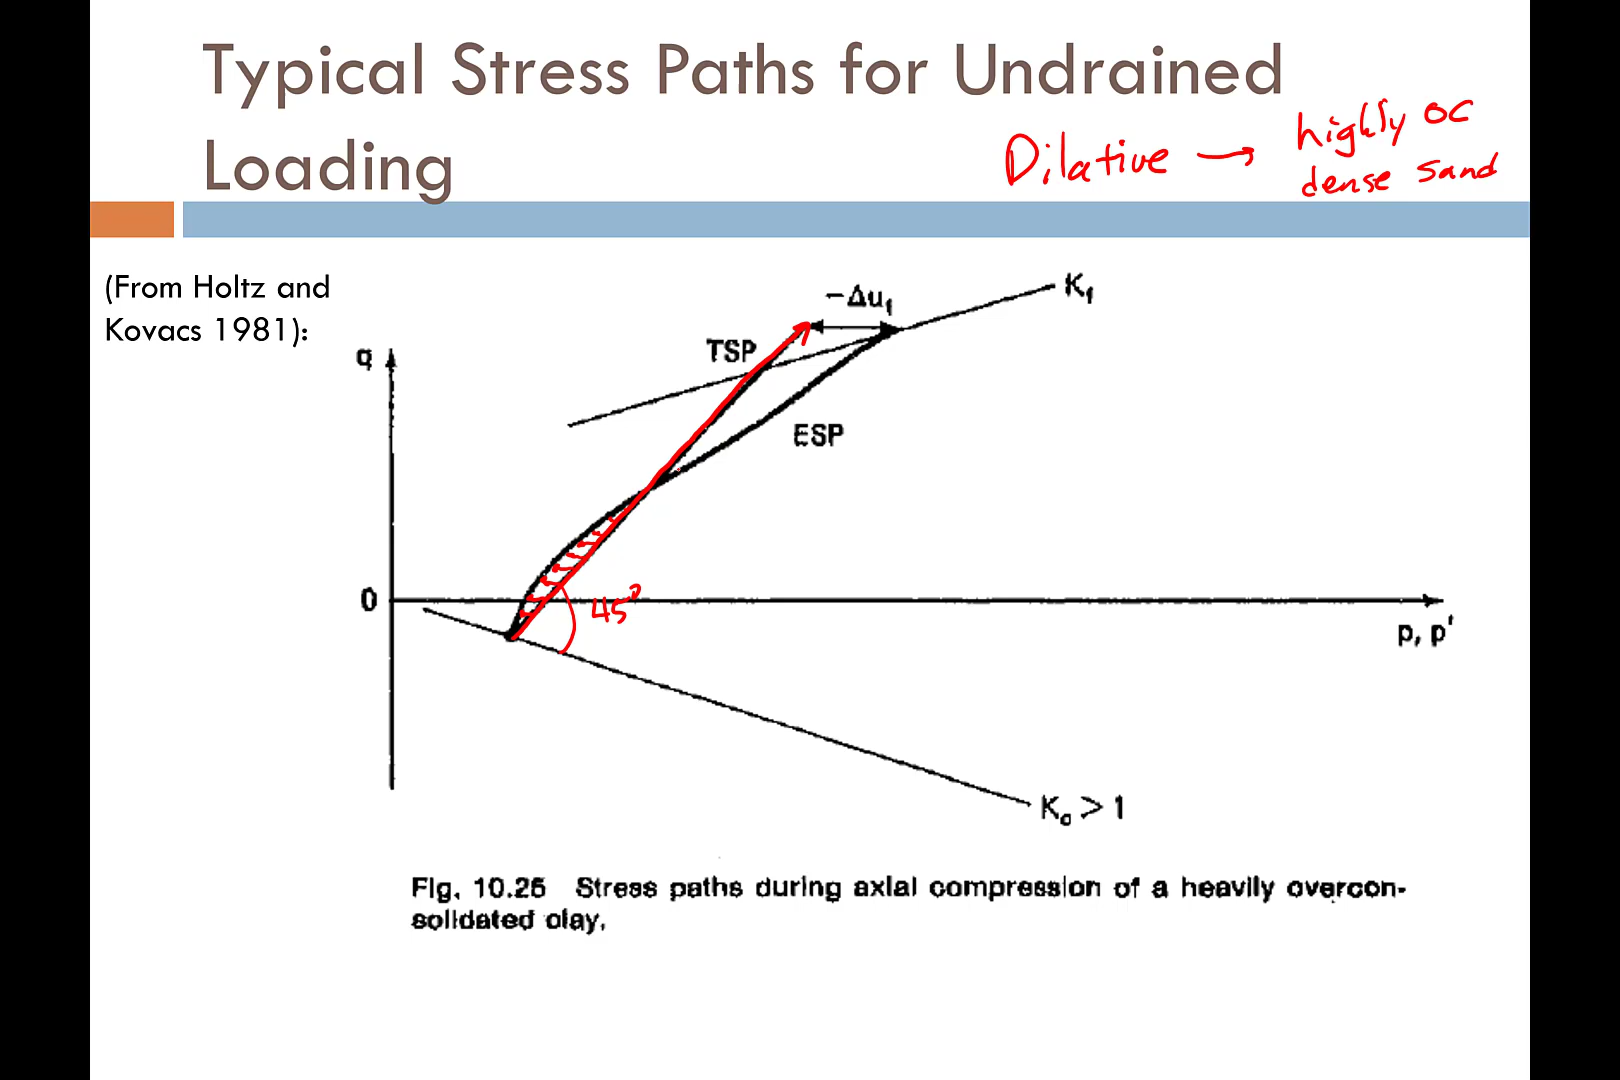 Typical Stress Paths for Undrained
Loading
Dilative → highly OC
dense sand
(From Holtz and
Kovacs 1981):
q
-Δu_f
K_f
TSP
ESP
0
45°
p, p'
K_o > 1
Fig. 10.25 Stress paths during axial compression of a heavily overcon-
solidated clay.